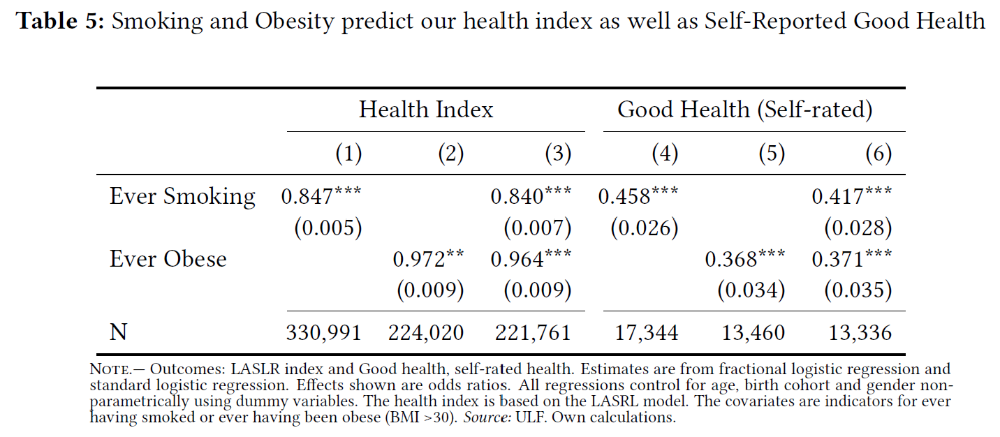 Table 5: Smoking and Obesity predict our health index as well as Self-Reported Good Health
Health Index Good Health (Self-rated)
(1) (2) (3) (4) (5) (6)
Ever Smoking 0.847*** 0.840*** 0.458*** 0.417***
(0.005) (0.007) (0.026) (0.028)
Ever Obese 0.972** 0.964*** 0.368*** 0.371***
(0.009) (0.009) (0.034) (0.035)
N 330,991 224,020 221,761 17,344 13,460 13,336
NOTE.— Outcomes: LASLR index and Good health, self-rated health. Estimates are from fractional logistic regression and
standard logistic regression. Effects shown are odds ratios. All regressions control for age, birth cohort and gender non-
parametrically using dummy variables. The health index is based on the LASRL model. The covariates are indicators for ever
having smoked or ever having been obese (BMI >30). Source: ULF. Own calculations.